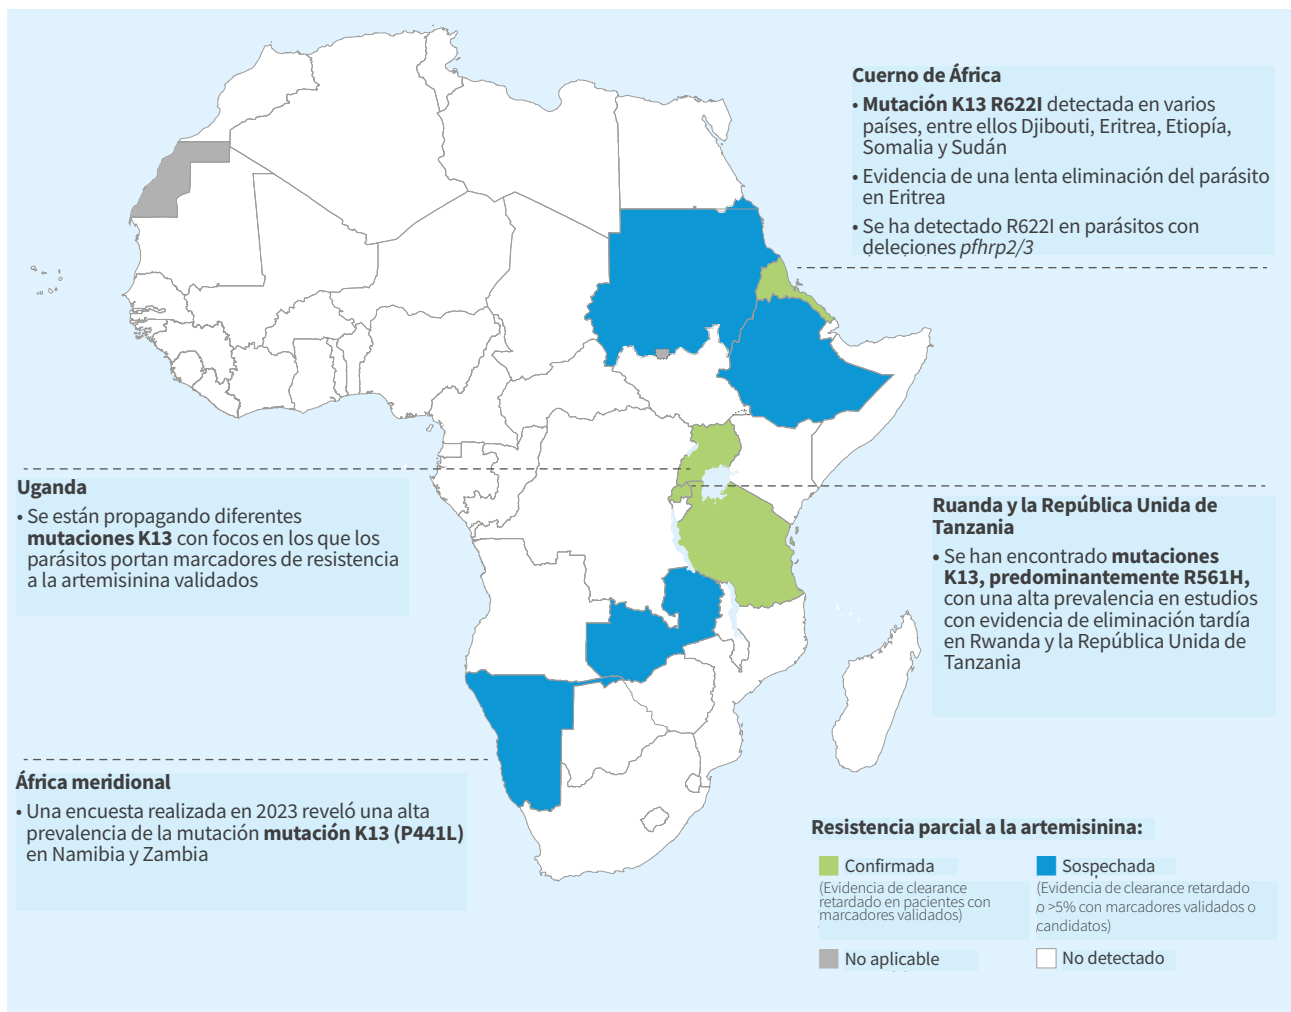 Cuerno de África
• Mutación K13 R622I detectada en varios
países, entre ellos Djibouti, Eritrea, Etiopía,
Somalia y Sudán
• Evidencia de una lenta eliminación del parásito
en Eritrea
• Se ha detectado R622I en parásitos con
deleciones pfhrp2/3
Uganda
• Se están propagando diferentes
mutaciones K13 con focos en los que los
parásitos portan marcadores de resistencia
a la artemisinina validados
Ruanda y la República Unida de
Tanzania
• Se han encontrado mutaciones
K13, predominantemente R561H,
con una alta prevalencia en estudios
con evidencia de eliminación tardía
en Rwanda y la República Unida de
Tanzania
África meridional
• Una encuesta realizada en 2023 reveló una alta
prevalencia de la mutación mutación K13 (P441L)
en Namibia y Zambia
Resistencia parcial a la artemisinina:
Confirmada
(Evidencia de clearance
retardado en pacientes con
marcadores validados)
Sospechada
(Evidencia de clearance retardado
o >5% con marcadores validados o
candidatos)
No aplicable
No detectado